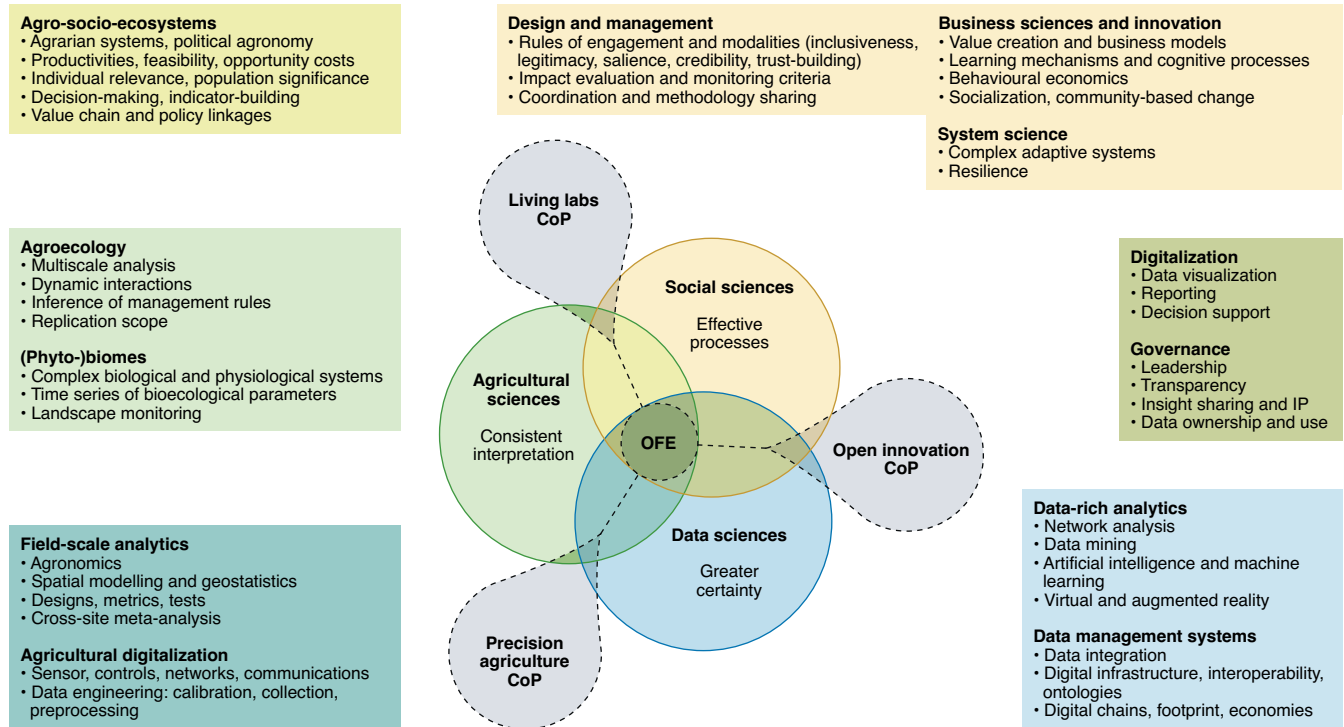 Agro-socio-ecosystems
• Agrarian systems, political agronomy
• Productivities, feasibility, opportunity costs
• Individual relevance, population significance
• Decision-making, indicator-building
• Value chain and policy linkages
Design and management
• Rules of engagement and modalities (inclusiveness,
legitimacy, salience, credibility, trust-building)
• Impact evaluation and monitoring criteria
• Coordination and methodology sharing
Business sciences and innovation
• Value creation and business models
• Learning mechanisms and cognitive processes
• Behavioural economics
• Socialization, community-based change
System science
• Complex adaptive systems
• Resilience
Living labs
CoP
Agroecology
• Multiscale analysis
• Dynamic interactions
• Inference of management rules
• Replication scope
(Phyto-)biomes
• Complex biological and physiological systems
• Time series of bioecological parameters
• Landscape monitoring
Social sciences
Effective
processes
Agricultural
sciences
Consistent
interpretation
OFE
Open innovation
CoP
Digitalization
• Data visualization
• Reporting
• Decision support
Governance
• Leadership
• Transparency
• Insight sharing and IP
• Data ownership and use
Field-scale analytics
• Agronomics
• Spatial modelling and geostatistics
• Designs, metrics, tests
• Cross-site meta-analysis
Agricultural digitalization
• Sensor, controls, networks, communications
• Data engineering: calibration, collection,
preprocessing
Data sciences
Greater
certainty
Precision
agriculture
CoP
Data-rich analytics
• Network analysis
• Data mining
• Artificial intelligence and machine
learning
• Virtual and augmented reality
Data management systems
• Data integration
• Digital infrastructure, interoperability,
ontologies
• Digital chains, footprint, economies